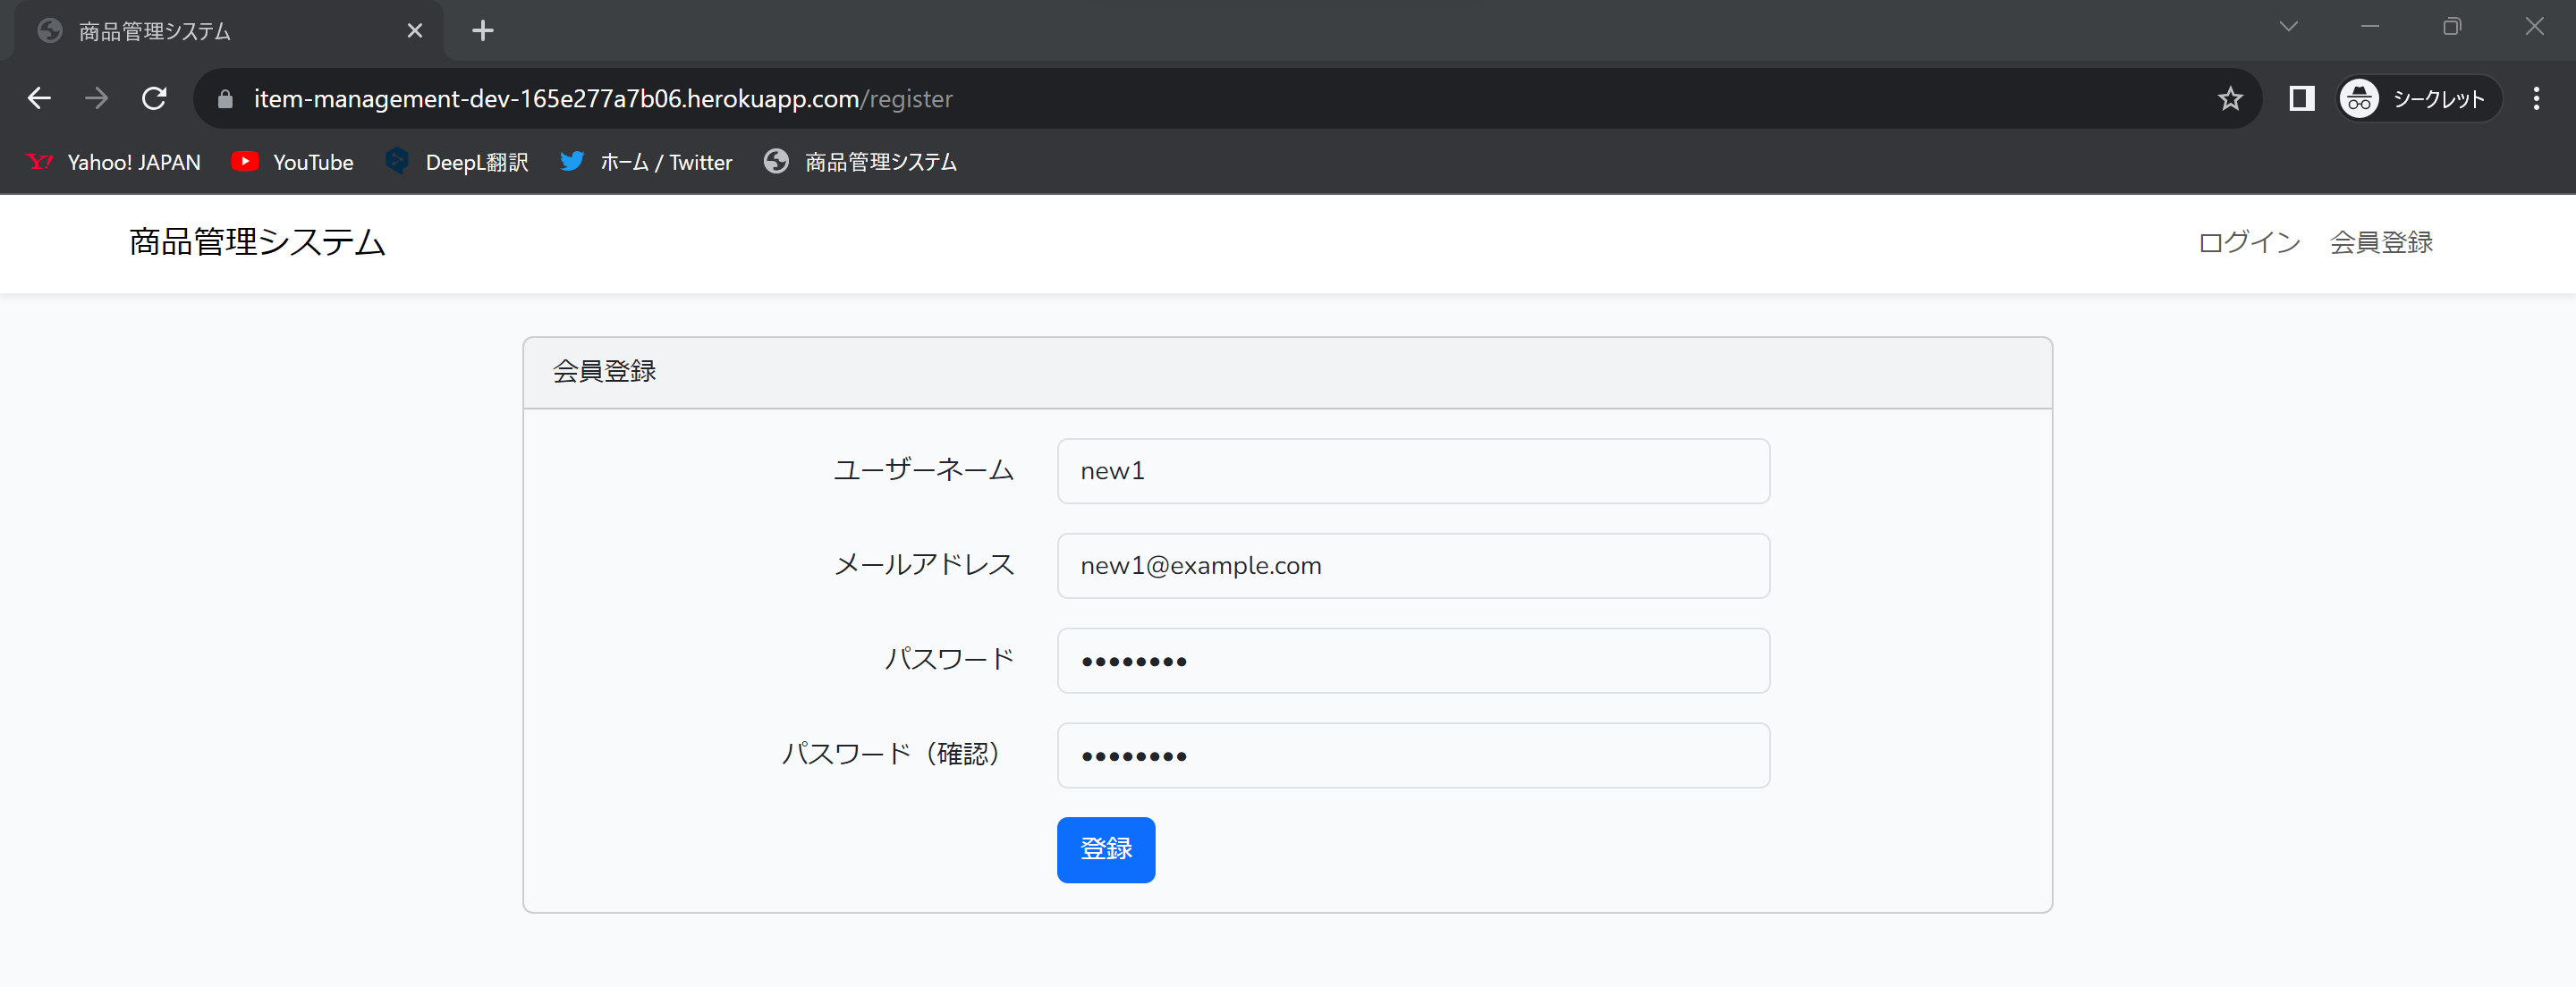 商品管理システム
item-management-dev-165e277a7b06.herokuapp.com/register
シークレット
Yahoo! JAPAN YouTube DeepL翻訳 ホーム / Twitter 商品管理システム
商品管理システム ログイン 会員登録
会員登録
ユーザーネーム new1
メールアドレス new1@example.com
パスワード ••••••••
パスワード（確認） ••••••••
登録